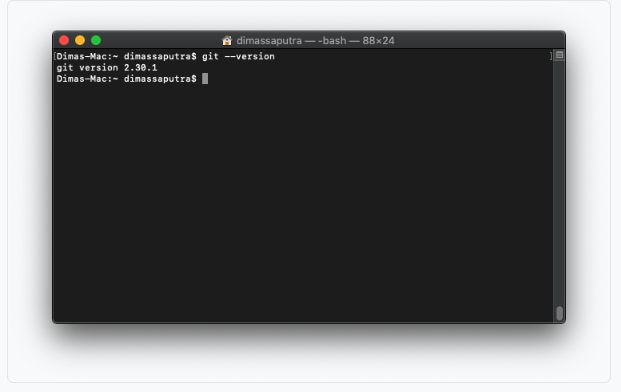 dimassaputra — -bash — 88×24
[Dimas-Mac:~ dimassaputra$ git --version]
git version 2.30.1
Dimas-Mac:~ dimassaputra$